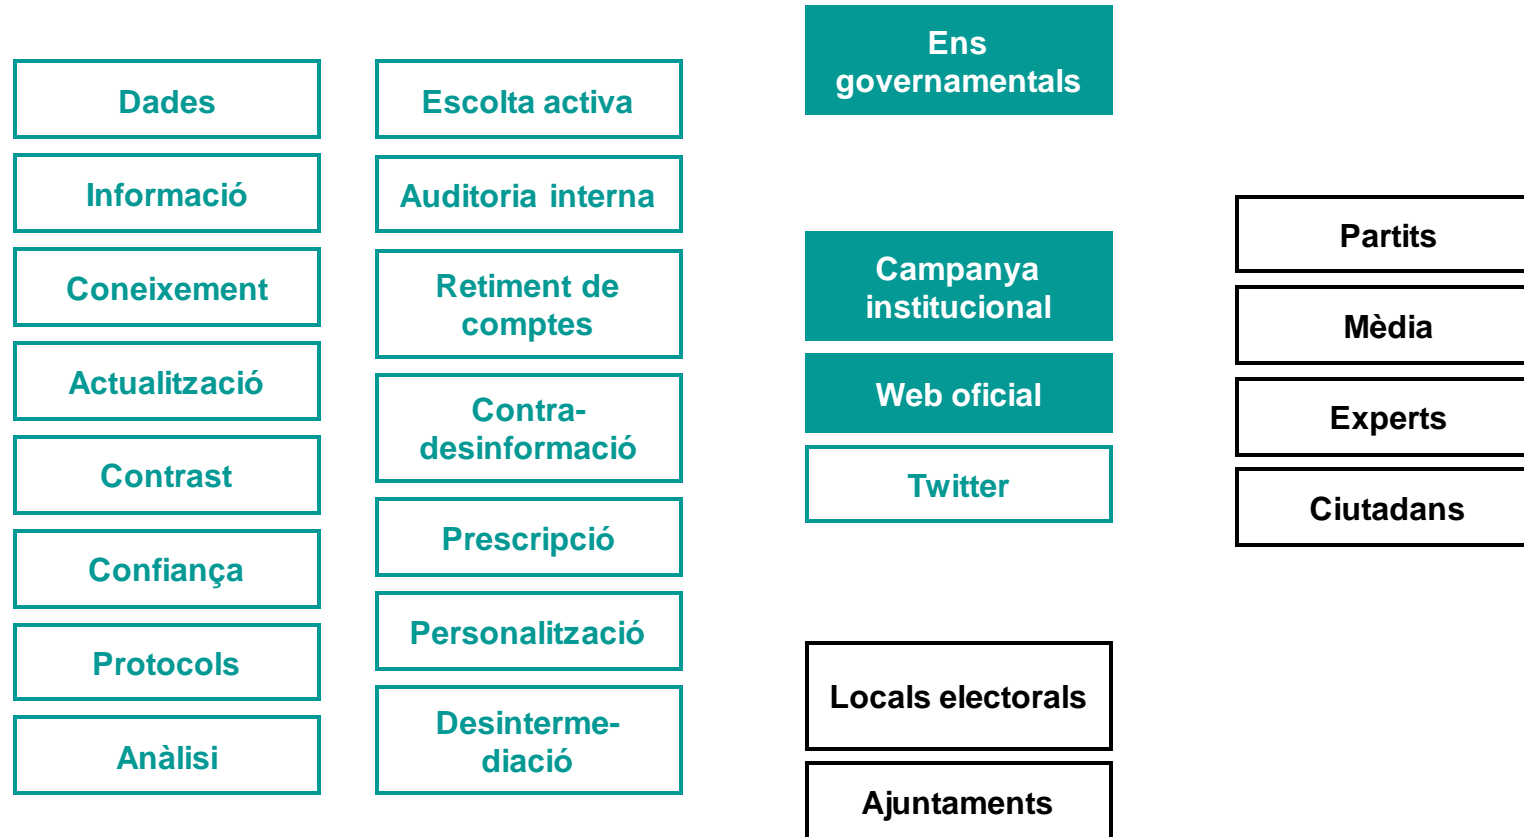 Dades
Informació
Coneixement
Actualització
Contrast
Confiança
Protocols
Anàlisi
Escolta activa
Auditoria interna
Retiment de
comptes
Contra-
desinformació
Prescripció
Personalització
Desinterme-
diació
Ens
governamentals
Campanya
institucional
Web oficial
Twitter
Locals electorals
Ajuntaments
Partits
Mèdia
Experts
Ciutadans